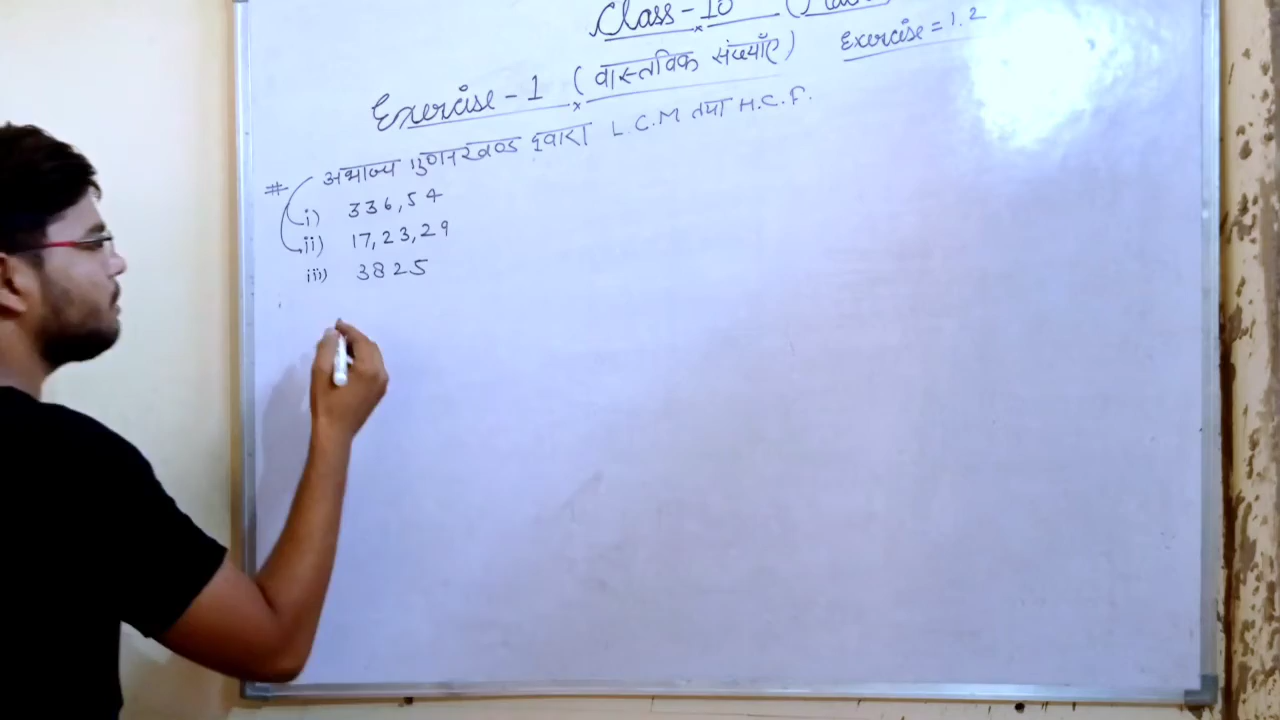 Class-10
Exercise-1 (वास्तविक संख्याएँ) Exercise = 1.2
# अभाज्य गुणनखण्ड द्वारा L.C.M तथा H.C.F.
i) 336,54
ii) 17,23,29
iii) 3825